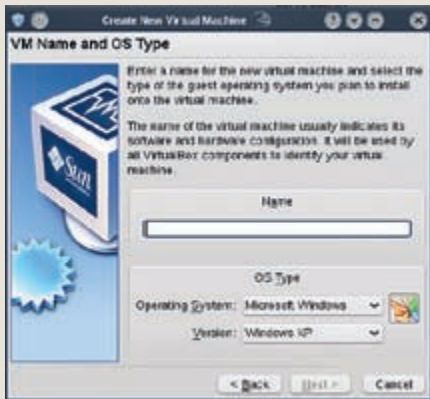 Create New Virtual Machine
VM Name and OS Type
Enter a name for the new virtual machine and select the
type of the guest operating system you plan to install
onto the virtual machine.
The name of the virtual machine usually indicates its
software and hardware configuration. It will be used by
all VirtualBox components to identify your virtual
machine.
Sun
Name
OS Type
Operating System: Microsoft Windows
Version: Windows XP
< Back Next > Cancel